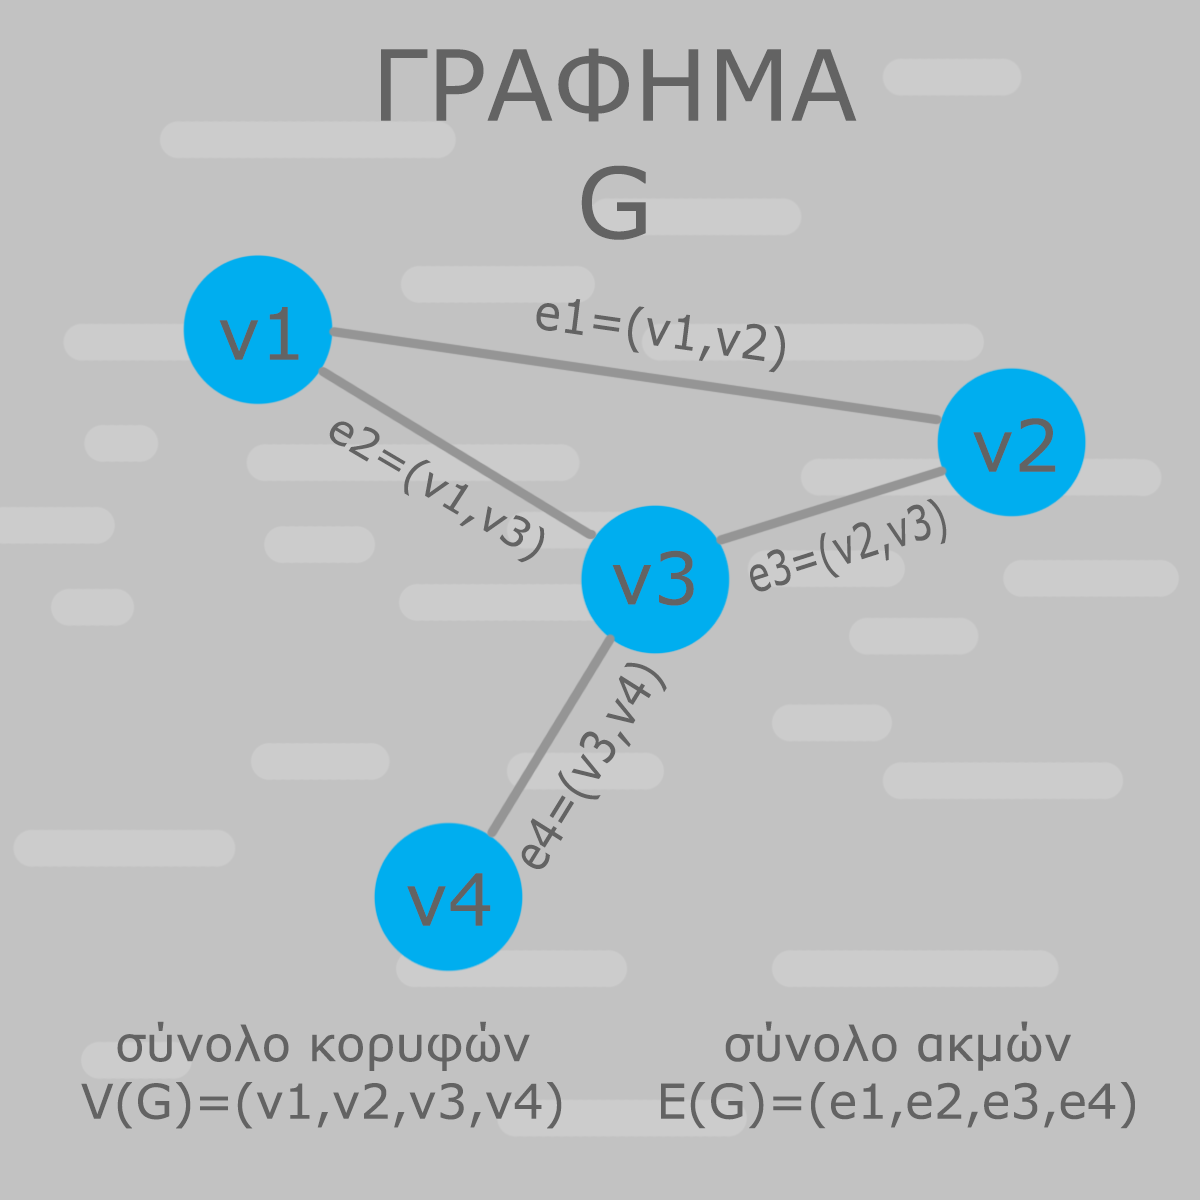 ΓΡΑΦΗΜΑ
G
v1
e1=(v1,v2)
v2
e2=(v1,v3)
e3=(v2,v3)
v3
e4=(v3,v4)
v4
σύνολο κορυφών
V(G)=(v1,v2,v3,v4)
σύνολο ακμών
E(G)=(e1,e2,e3,e4)